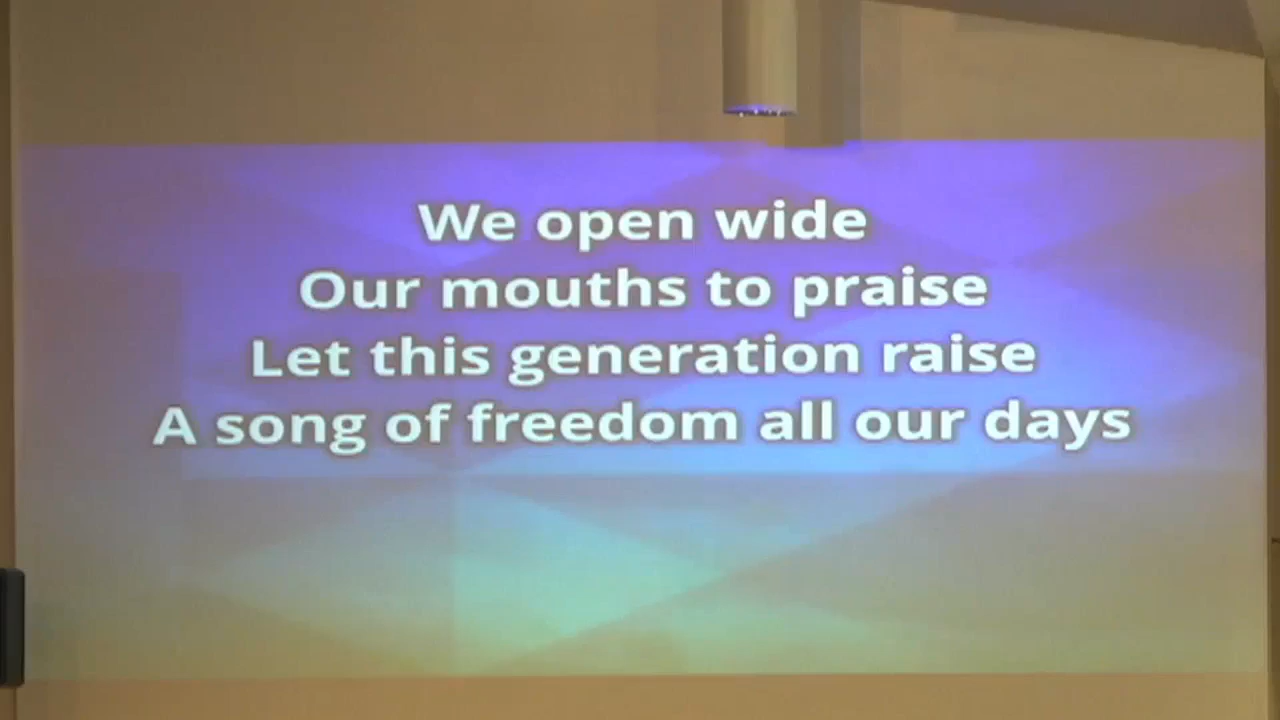 We open wide
Our mouths to praise
Let this generation raise
A song of freedom all our days